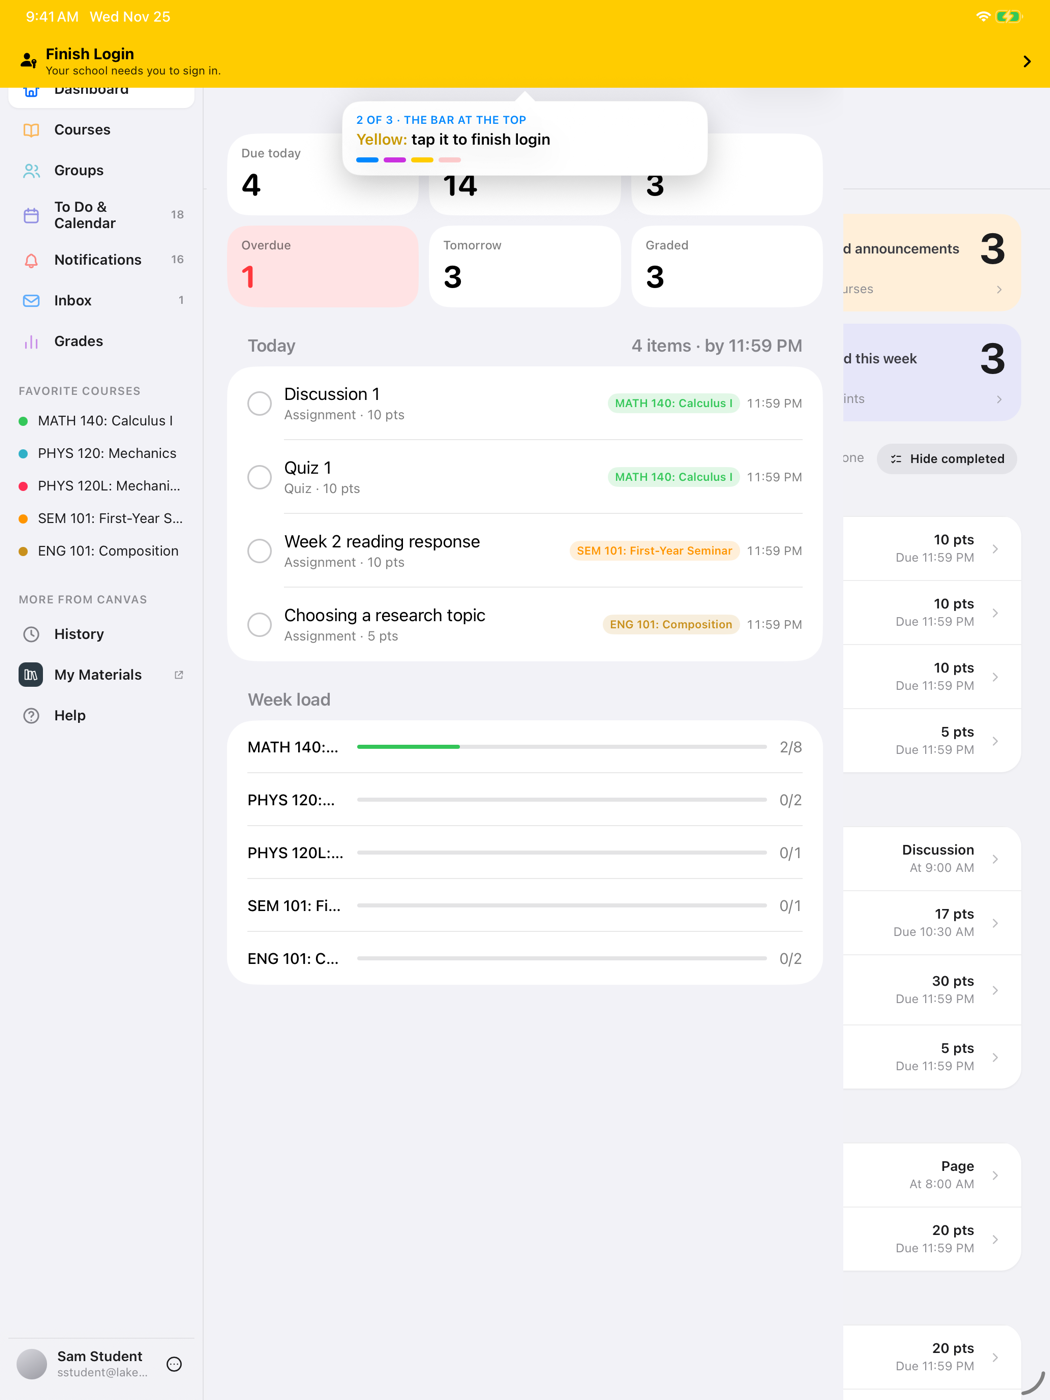 9:41 AM Wed Nov 25
Finish Login
Your school needs you to sign in.
Dashboard
Courses
Groups
To Do &
Calendar
18
Notifications
16
Inbox
1
Grades
FAVORITE COURSES
MATH 140: Calculus I
PHYS 120: Mechanics
PHYS 120L: Mechani...
SEM 101: First-Year S...
ENG 101: Composition
MORE FROM CANVAS
History
My Materials
Help
Sam Student
sstudent@lake...
2 OF 3 · THE BAR AT THE TOP
Yellow: tap it to finish login
Due today
4
14
3
Overdue
1
Tomorrow
3
Graded
3
Today
4 items · by 11:59 PM
Discussion 1
Assignment · 10 pts
MATH 140: Calculus I
11:59 PM
Quiz 1
Quiz · 10 pts
MATH 140: Calculus I
11:59 PM
Week 2 reading response
Assignment · 10 pts
SEM 101: First-Year Seminar
11:59 PM
Choosing a research topic
Assignment · 5 pts
ENG 101: Composition
11:59 PM
Week load
MATH 140:...
2/8
PHYS 120:...
0/2
PHYS 120L:...
0/1
SEM 101: Fi...
0/1
ENG 101: C...
0/2
d announcements
3
urses
d this week
3
ints
one
Hide completed
10 pts
Due 11:59 PM
10 pts
Due 11:59 PM
10 pts
Due 11:59 PM
5 pts
Due 11:59 PM
Discussion
At 9:00 AM
17 pts
Due 10:30 AM
30 pts
Due 11:59 PM
5 pts
Due 11:59 PM
Page
At 8:00 AM
20 pts
Due 11:59 PM
20 pts
Due 11:59 PM